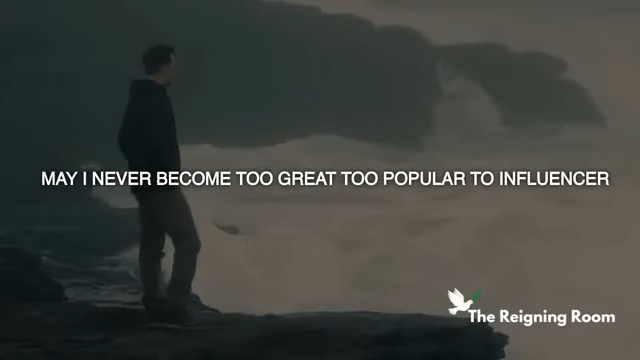 MAY I NEVER BECOME TOO GREAT TOO POPULAR TO INFLUENCER
The Reigning Room